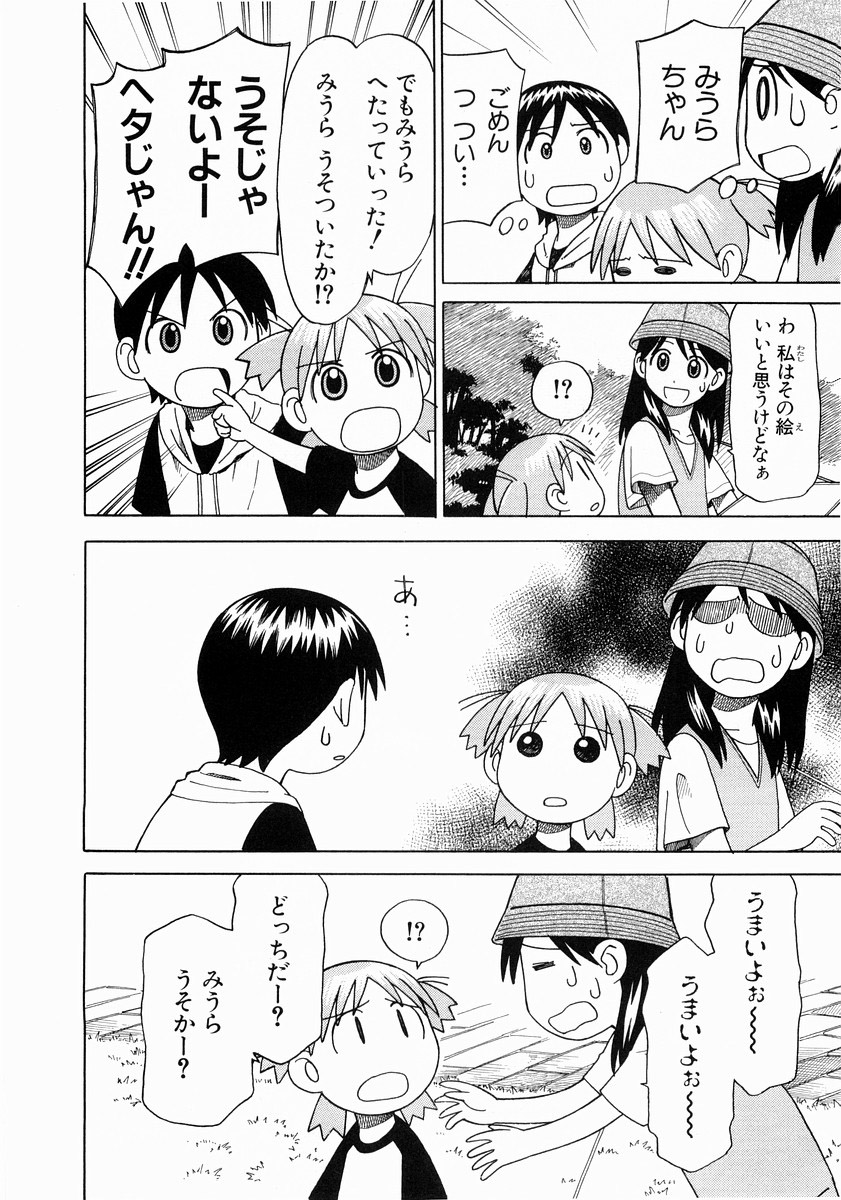 みうら
ちゃん
ごめん
つ つい…
わ 私はその絵
いいと思うけどなぁ
わたし
え
!?
でもみうら
へたっていった!
みうら うそついたか!?
うそじゃ
ないよー
ヘタじゃん!!
あ…
うまいよぉ〜〜
うまいよぉ〜〜
!?
どっちだー?
みうら
うそかー?